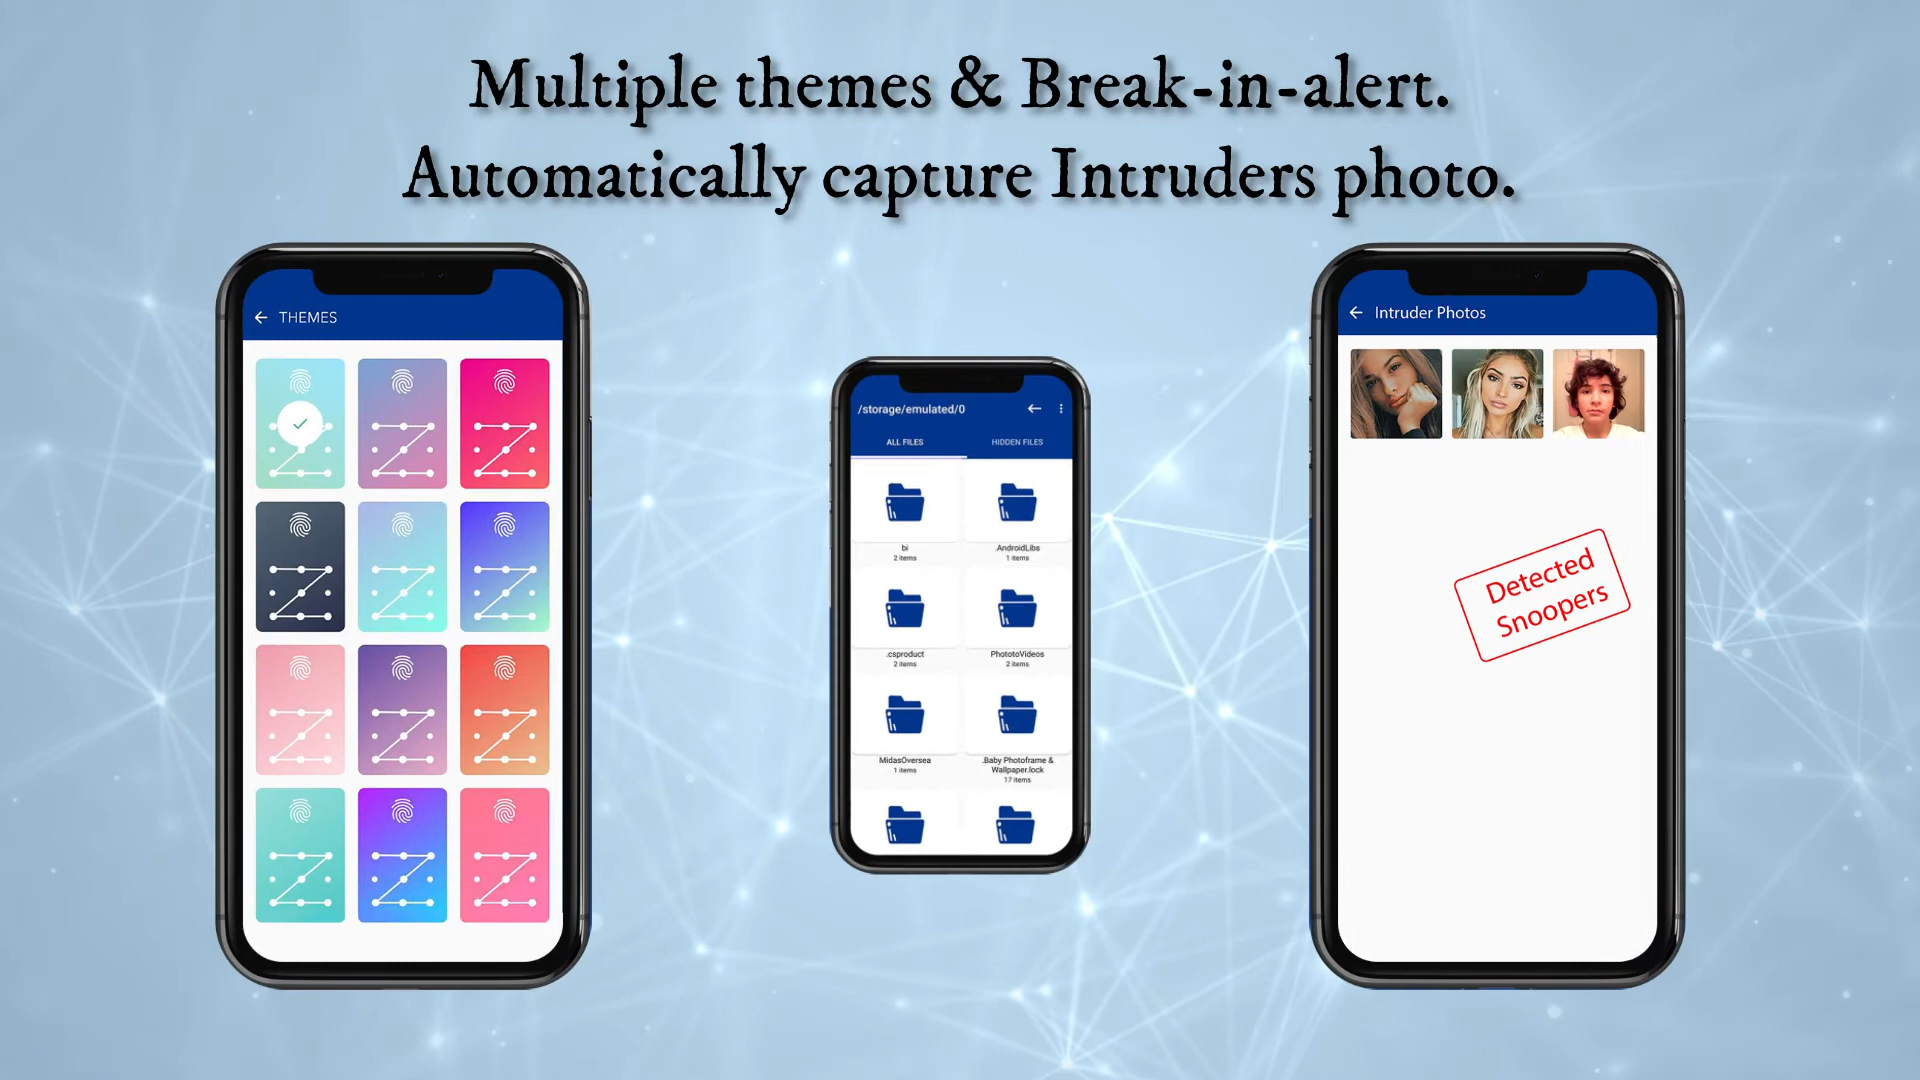 Multiple themes & Break-in-alert.
Automatically capture Intruders photo.
THEMES
/storage/emulated/0
ALL FILES
HIDDEN FILES
bi
2 items
.AndroidLibs
1 items
.csproduct
2 items
PhototoVideos
2 items
MidasOversea
1 items
.Baby Photoframe &
Wallpaper.lock
17 items
Intruder Photos
Detected
Snoopers